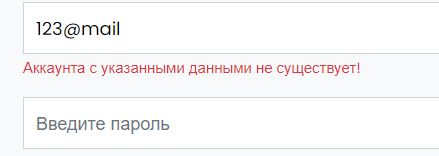 123@mail
Аккаунта с указанными данными не существует!
Введите пароль